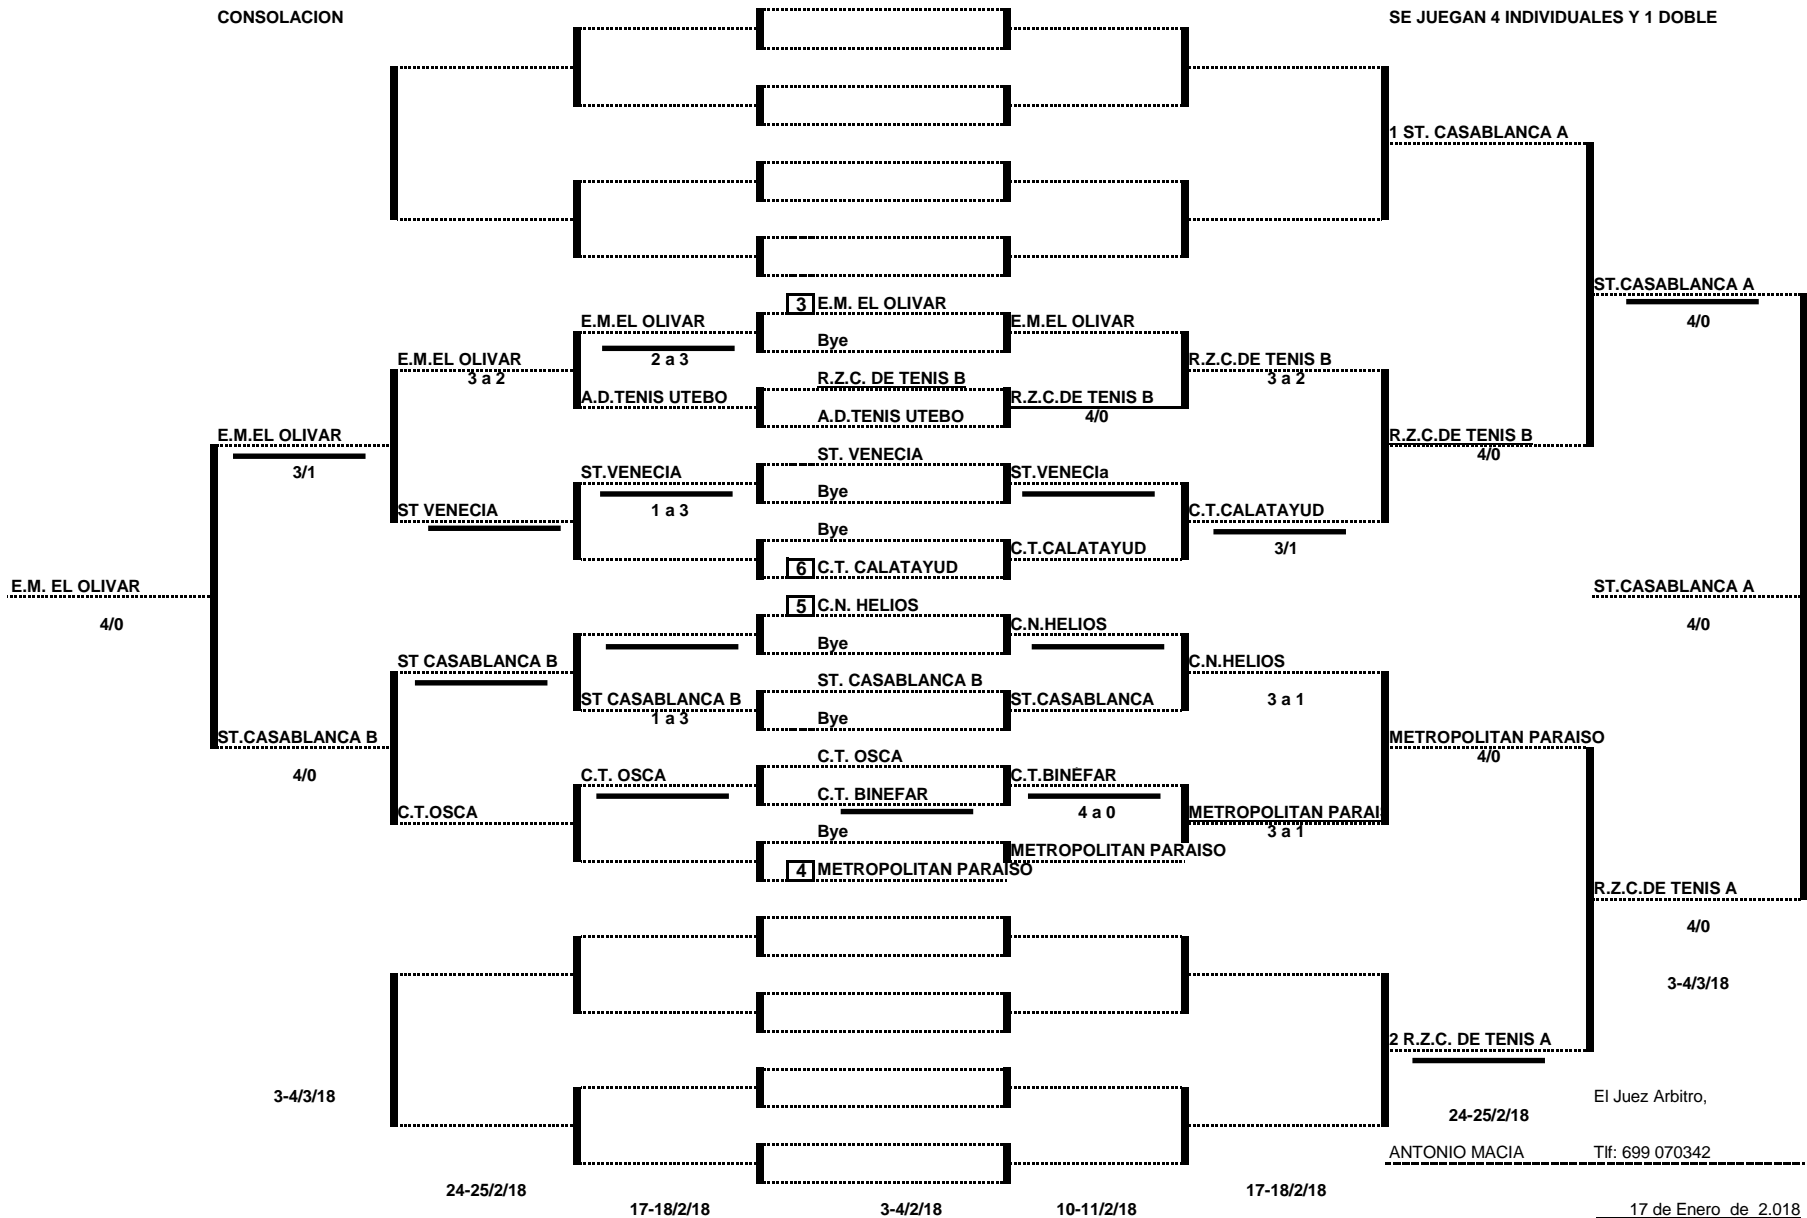 CONSOLACION
SE JUEGAN 4 INDIVIDUALES Y 1 DOBLE
1 ST. CASABLANCA A
ST.CASABLANCA A
4/0
3 E.M. EL OLIVAR
E.M.EL OLIVAR
E.M.EL OLIVAR
Bye
2 a 3
E.M.EL OLIVAR
R.Z.C.DE TENIS B
3 a 2
3 a 2
R.Z.C. DE TENIS B
A.D.TENIS UTEBO
R.Z.C.DE TENIS B
A.D.TENIS UTEBO
4/0
E.M.EL OLIVAR
R.Z.C.DE TENIS B
3/1
4/0
ST. VENECIA
ST.VENECIA
ST.VENECIa
Bye
1 a 3
ST VENECIA
C.T.CALATAYUD
Bye
3/1
C.T.CALATAYUD
6 C.T. CALATAYUD
E.M. EL OLIVAR
ST.CASABLANCA A
4/0
4/0
5 C.N. HELIOS
C.N.HELIOS
Bye
ST CASABLANCA B
C.N.HELIOS
ST. CASABLANCA B
ST CASABLANCA B
ST.CASABLANCA
3 a 1
1 a 3
Bye
ST.CASABLANCA B
METROPOLITAN PARAISO
4/0
4/0
C.T. OSCA
C.T. OSCA
C.T.BINEFAR
C.T. BINEFAR
4 a 0
C.T.OSCA
METROPOLITAN PARAIS
Bye
3 a 1
METROPOLITAN PARAISO
4 METROPOLITAN PARAISO
R.Z.C.DE TENIS A
4/0
3-4/3/18
2 R.Z.C. DE TENIS A
3-4/3/18
El Juez Arbitro,
24-25/2/18
ANTONIO MACIA
Tlf: 699 070342
24-25/2/18
17-18/2/18
17-18/2/18
3-4/2/18
10-11/2/18
17 de Enero de 2.018